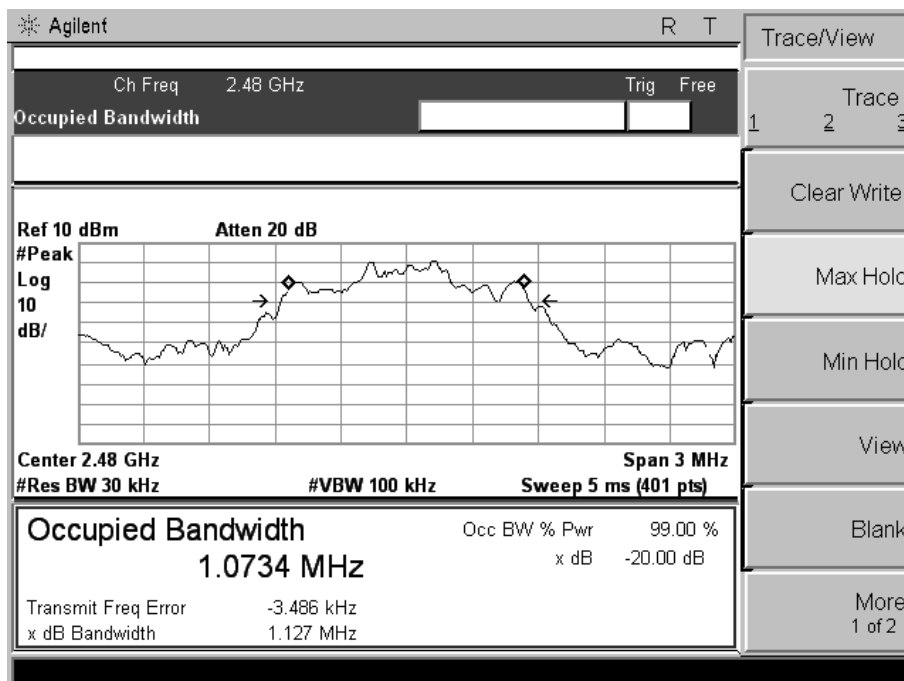 Agilent R T
Trace/View
Ch Freq 2.48 GHz Trig Free
Occupied Bandwidth
Trace
1 2 3
Clear Write
Ref 10 dBm Atten 20 dB
#Peak
Log
10
dB/
Max Hold
Min Hold
View
Center 2.48 GHz Span 3 MHz
#Res BW 30 kHz #VBW 100 kHz Sweep 5 ms (401 pts)
Occupied Bandwidth
1.0734 MHz
Occ BW % Pwr 99.00 %
x dB -20.00 dB
Transmit Freq Error -3.486 kHz
x dB Bandwidth 1.127 MHz
Blank
More
1 of 2